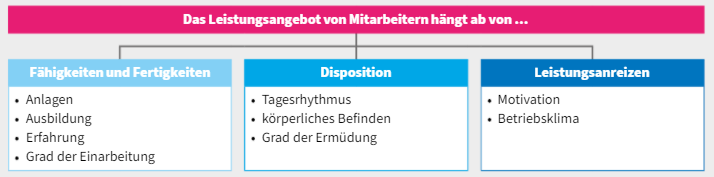 Das Leistungsangebot von Mitarbeitern hängt ab von ...
Fähigkeiten und Fertigkeiten
• Anlagen
• Ausbildung
• Erfahrung
• Grad der Einarbeitung
Disposition
• Tagesrhythmus
• körperliches Befinden
• Grad der Ermüdung
Leistungsanreizen
• Motivation
• Betriebsklima